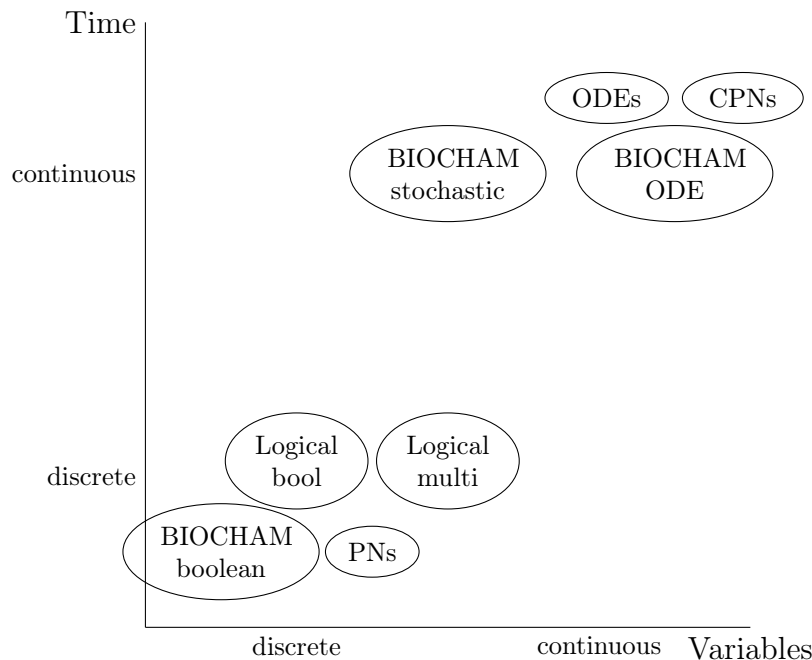 Time
ODEs
CPNs
continuous
BIOCHAM
stochastic
BIOCHAM
ODE
Logical
bool
Logical
multi
discrete
BIOCHAM
boolean
PNs
discrete
continuous
Variables